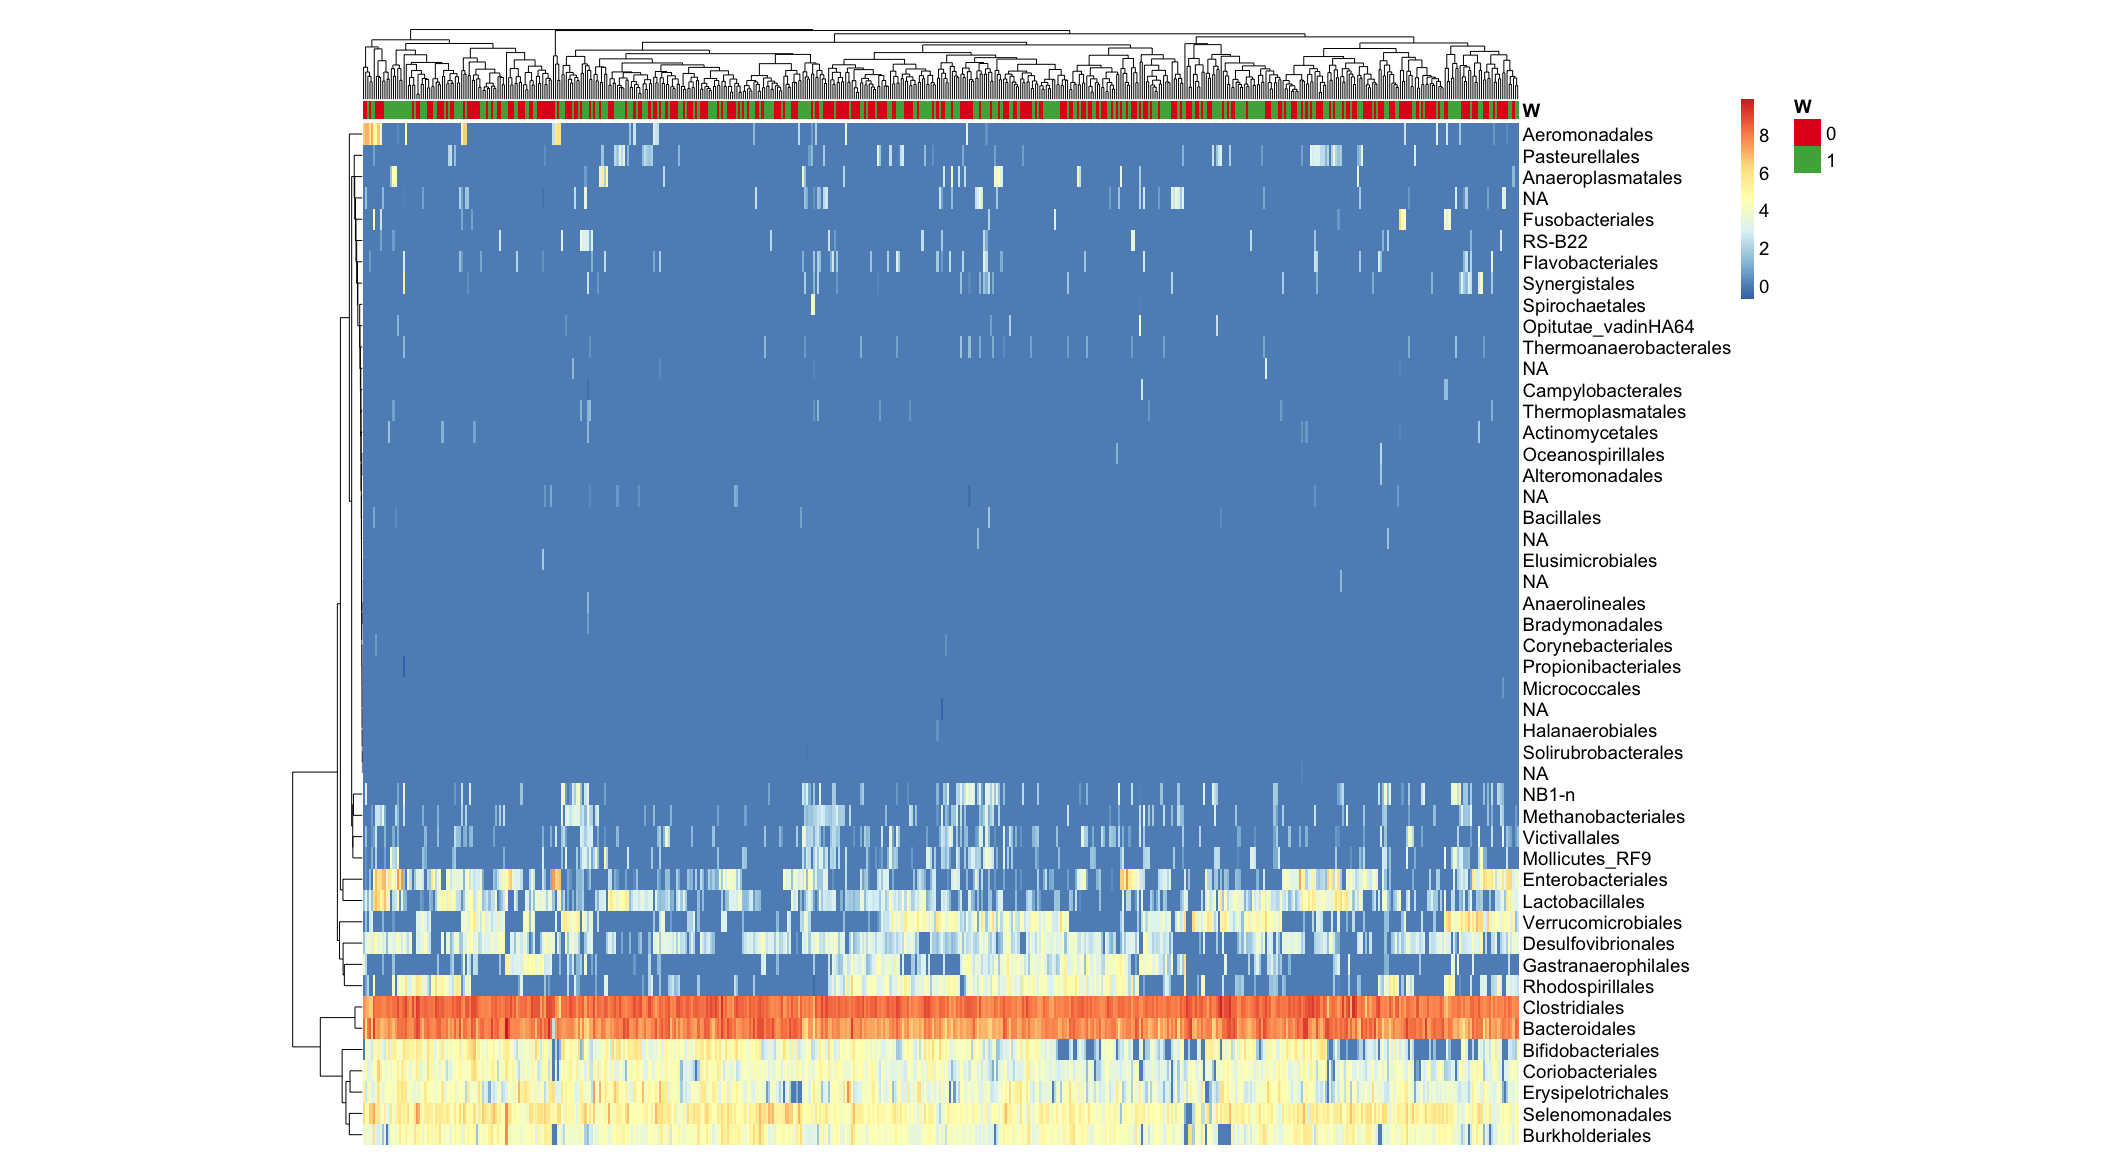 W
Aeromonadales
Pasteurellales
Anaeroplasmatales
NA
Fusobacteriales
RS-B22
Flavobacteriales
Synergistales
Spirochaetales
Opitutae_vadinHA64
Thermoanaerobacterales
NA
Campylobacterales
Thermoplasmatales
Actinomycetales
Oceanospirillales
Alteromonadales
NA
Bacillales
NA
Elusimicrobiales
NA
Anaerolineales
Bradymonadales
Corynebacteriales
Propionibacteriales
Micrococcales
NA
Halanaerobiales
Solirubrobacterales
NA
NB1-n
Methanobacteriales
Victivallales
Mollicutes_RF9
Enterobacteriales
Lactobacillales
Verrucomicrobiales
Desulfovibrionales
Gastranaerophilales
Rhodospirillales
Clostridiales
Bacteroidales
Bifidobacteriales
Coriobacteriales
Erysipelotrichales
Selenomonadales
Burkholderiales
8
6
4
2
0
W
0
1